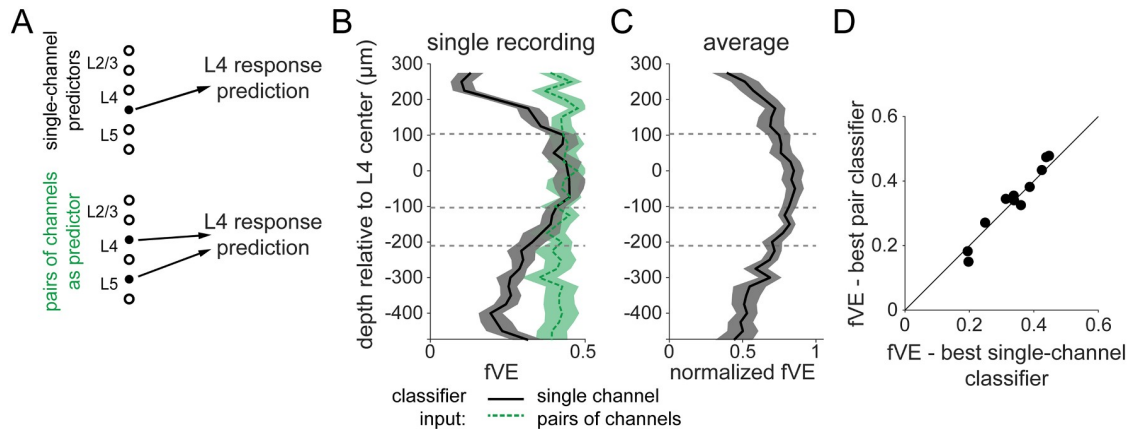 A
single-channel
predictors
L2/3
L4
L5
L4 response
prediction
pairs of channels
as predictor
L2/3
L4
L5
L4 response
prediction
B
single recording
depth relative to L4 center (µm)
300
200
100
0
-100
-200
-300
-400
0
0.5
fVE
C
average
300
200
100
0
-100
-200
-300
-400
0
0.5
1
normalized fVE
classifier
input:
single channel
pairs of channels
D
fVE - best pair classifier
0.6
0.4
0.2
0
0
0.2
0.4
0.6
fVE - best single-channel
classifier